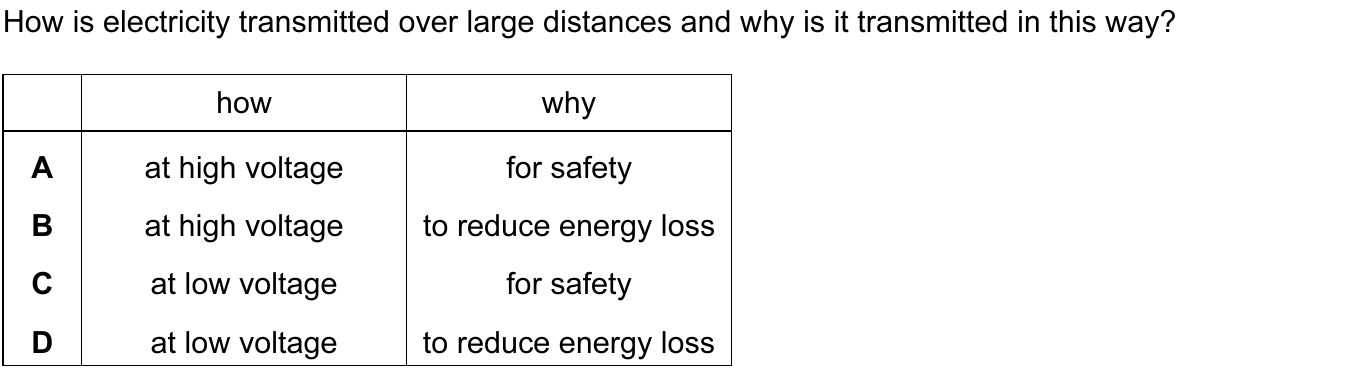 How is electricity transmitted over large distances and why is it transmitted in this way?
how why
A at high voltage for safety
B at high voltage to reduce energy loss
C at low voltage for safety
D at low voltage to reduce energy loss